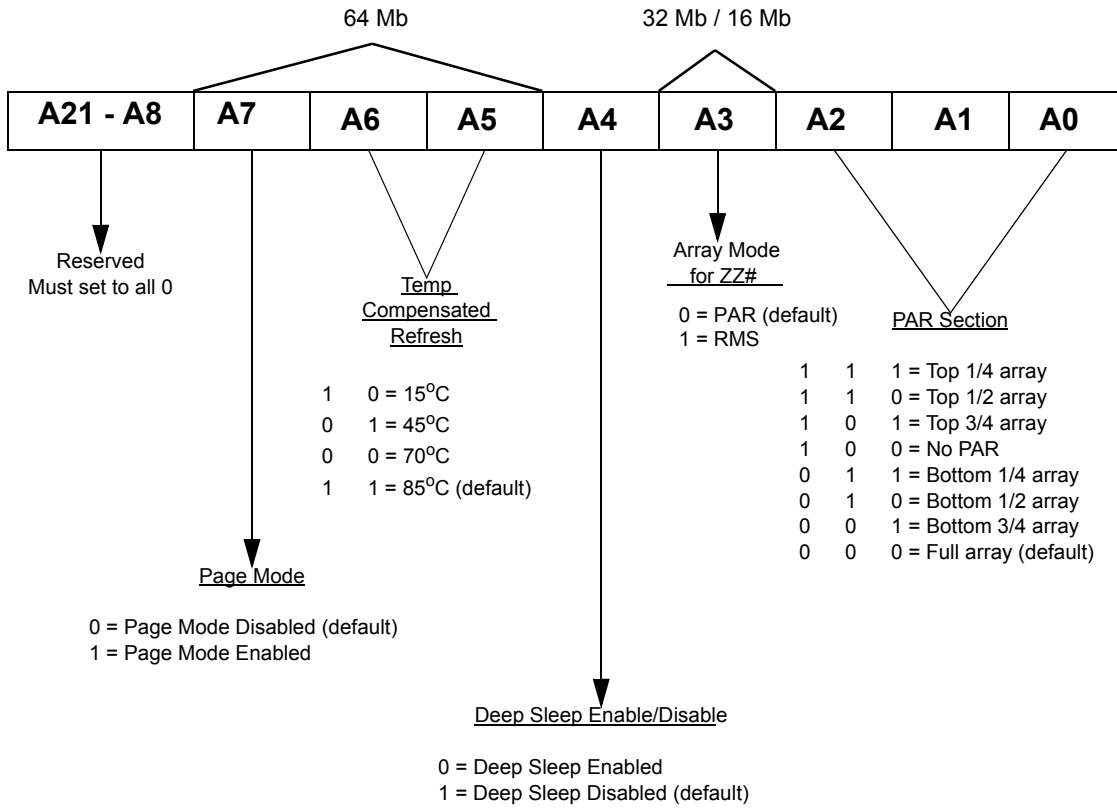 64 Mb
32 Mb / 16 Mb
A21 - A8 A7 A6 A5 A4 A3 A2 A1 A0
Reserved
Must set to all 0
Temp
Compensated
Refresh
1 0 = 15oC
0 1 = 45oC
0 0 = 70oC
1 1 = 85oC (default)
Array Mode
for ZZ#
0 = PAR (default)
1 = RMS
PAR Section
1 1 1 = Top 1/4 array
1 1 0 = Top 1/2 array
1 0 1 = Top 3/4 array
1 0 0 = No PAR
0 1 1 = Bottom 1/4 array
0 1 0 = Bottom 1/2 array
0 0 1 = Bottom 3/4 array
0 0 0 = Full array (default)
Page Mode
0 = Page Mode Disabled (default)
1 = Page Mode Enabled
Deep Sleep Enable/Disable
0 = Deep Sleep Enabled
1 = Deep Sleep Disabled (default)